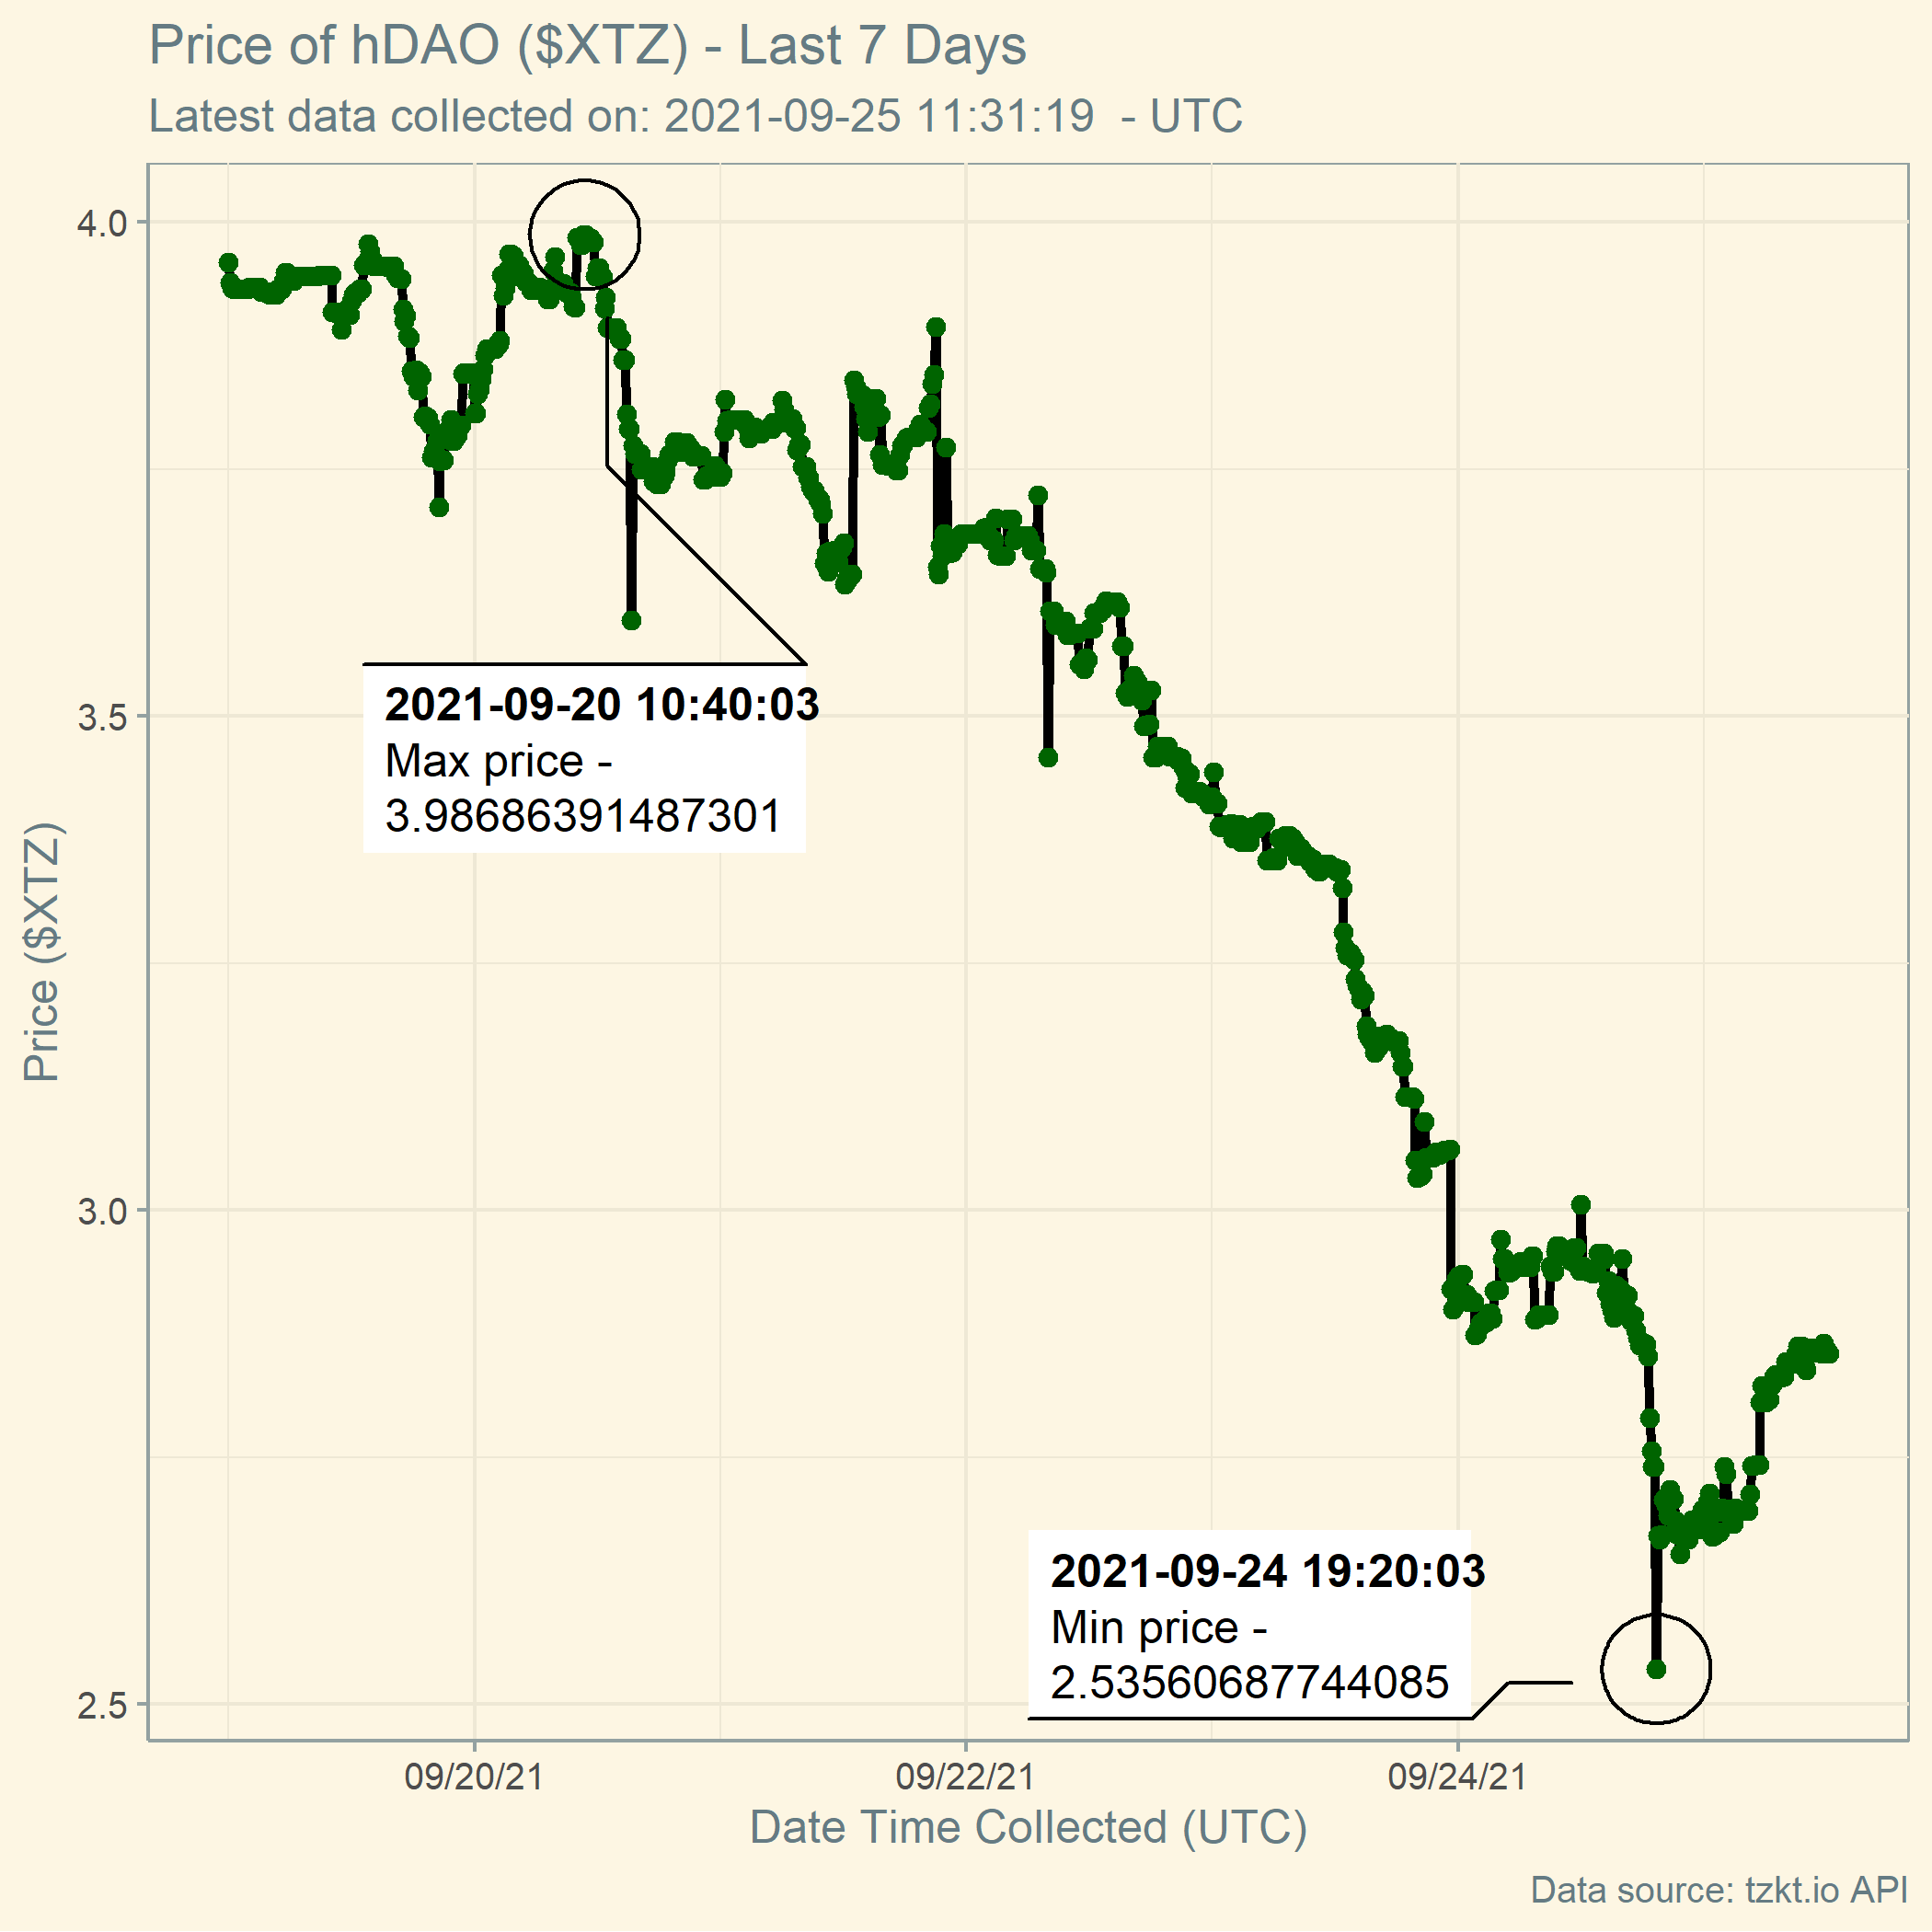 Price of hDAO ($XTZ) - Last 7 Days
Latest data collected on: 2021-09-25 11:31:19  - UTC
4.0
3.5
3.0
2.5
Price ($XTZ)
2021-09-20 10:40:03
Max price -
3.98686391487301
2021-09-24 19:20:03
Min price -
2.53560687744085
09/20/21
09/22/21
09/24/21
Date Time Collected (UTC)
Data source: tzkt.io API